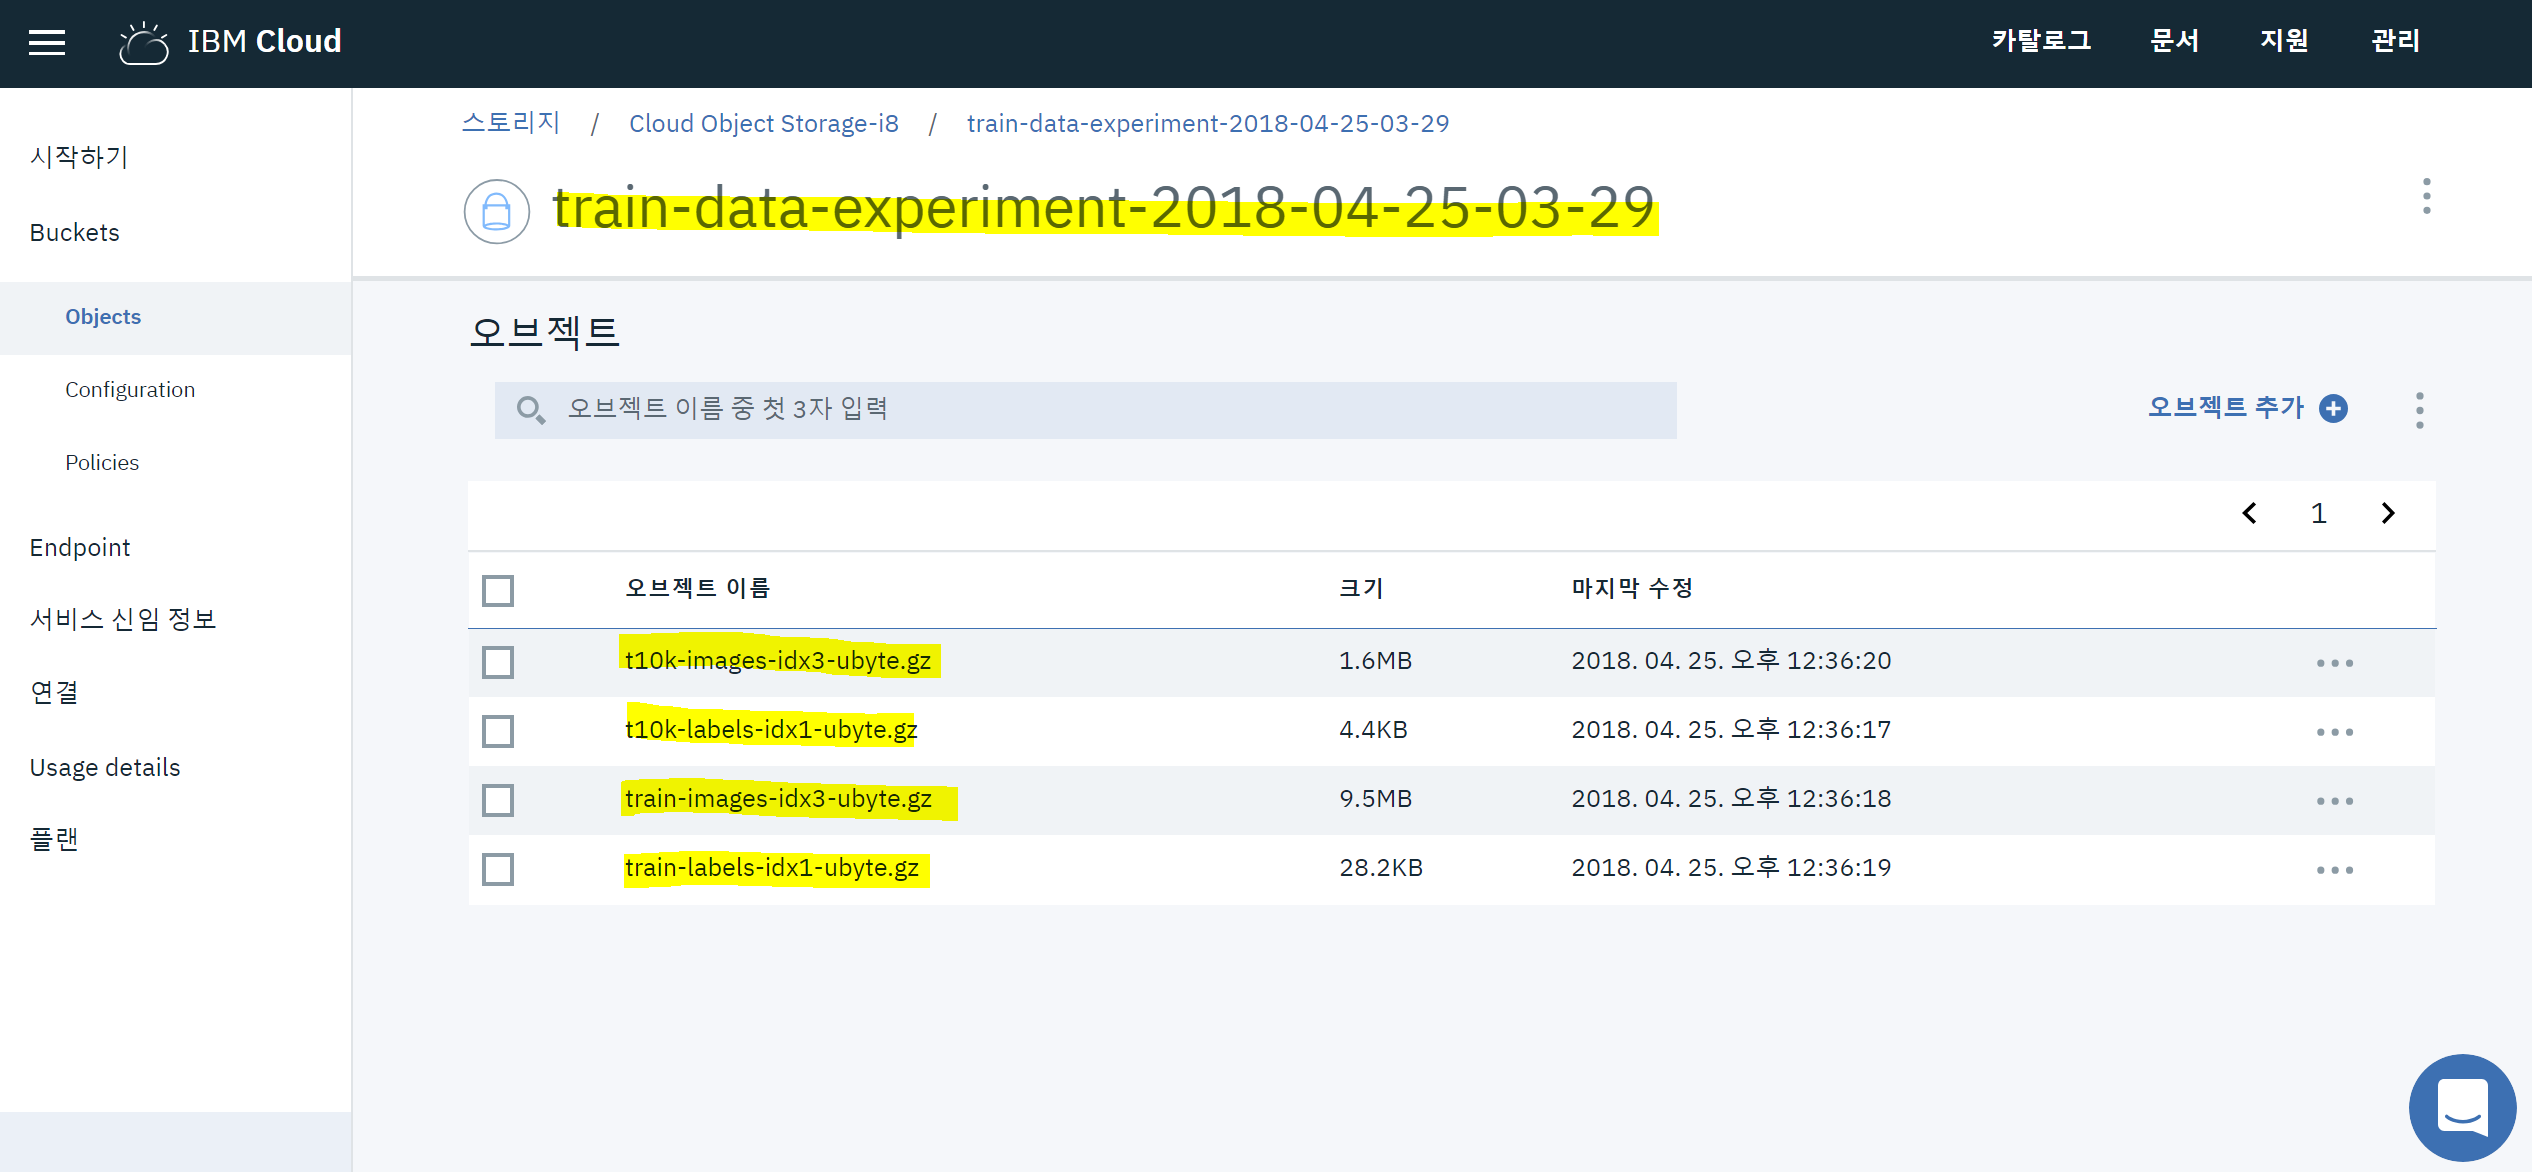 IBM Cloud
카탈로그 문서 지원 관리
시작하기
Buckets
Objects
Configuration
Policies
Endpoint
서비스 신임 정보
연결
Usage details
플랜
스토리지 / Cloud Object Storage-i8 / train-data-experiment-2018-04-25-03-29
train-data-experiment-2018-04-25-03-29
오브젝트
오브젝트 이름 중 첫 3자 입력
오브젝트 추가
1
오브젝트 이름 크기 마지막 수정
t10k-images-idx3-ubyte.gz 1.6MB 2018. 04. 25. 오후 12:36:20
t10k-labels-idx1-ubyte.gz 4.4KB 2018. 04. 25. 오후 12:36:17
train-images-idx3-ubyte.gz 9.5MB 2018. 04. 25. 오후 12:36:18
train-labels-idx1-ubyte.gz 28.2KB 2018. 04. 25. 오후 12:36:19